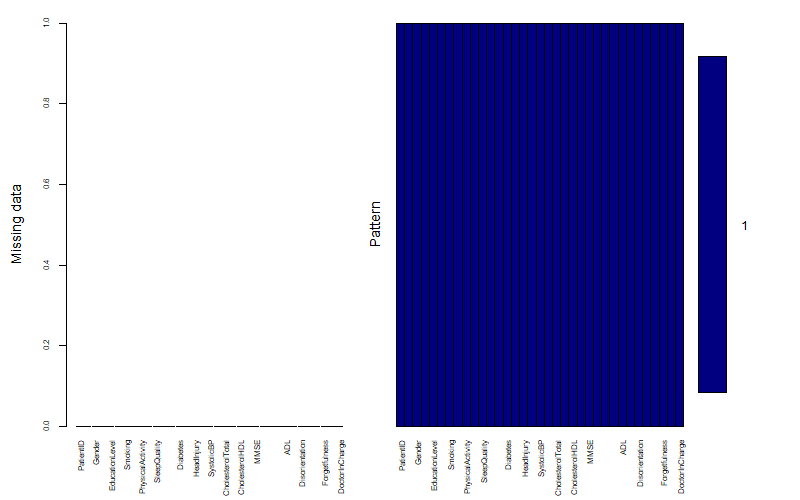 Missing data
0.0
0.2
0.4
0.6
0.8
1.0
PatientID
Gender
EducationLevel
Smoking
PhysicalActivity
SleepQuality
Diabetes
HeadInjury
SystolicBP
CholesterolTotal
CholesterolHDL
MMSE
ADL
Disorientation
Forgetfulness
DoctorInCharge
Pattern
PatientID
Gender
EducationLevel
Smoking
PhysicalActivity
SleepQuality
Diabetes
HeadInjury
SystolicBP
CholesterolTotal
CholesterolHDL
MMSE
ADL
Disorientation
Forgetfulness
DoctorInCharge
1